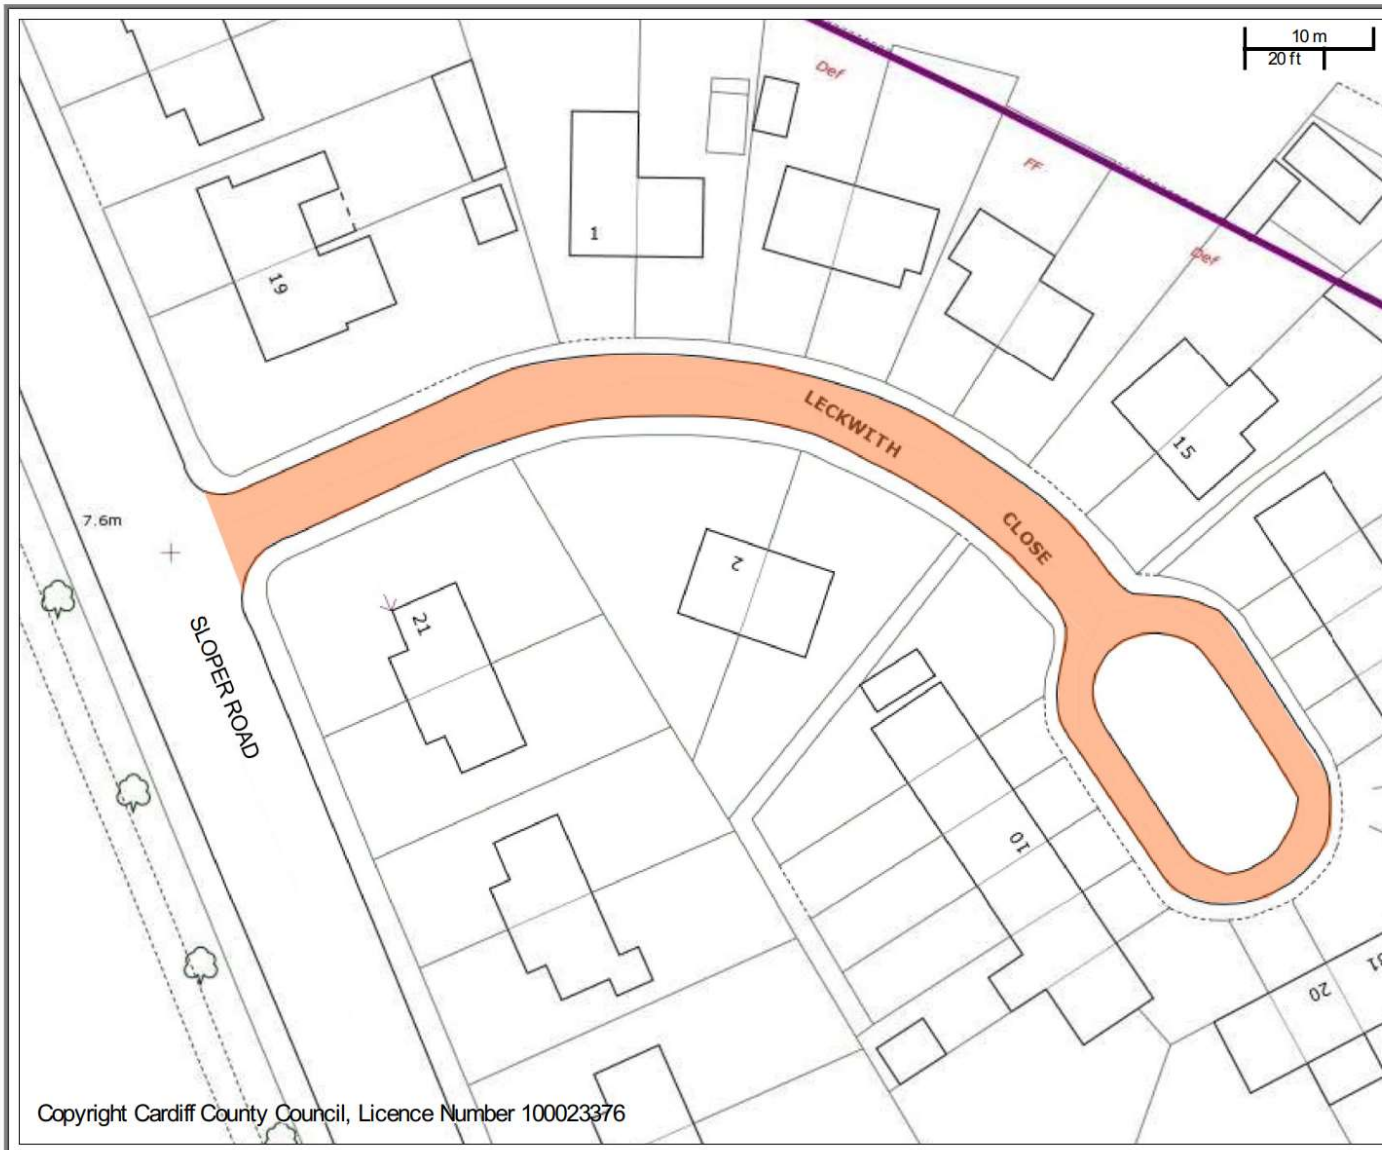 10 m
20 ft
Def
FF
Def
1
19
15
LECKWITH
CLOSE
7.6m
2
21
SLOPER ROAD
10
20
31
Copyright Cardiff County Council, Licence Number 100023376